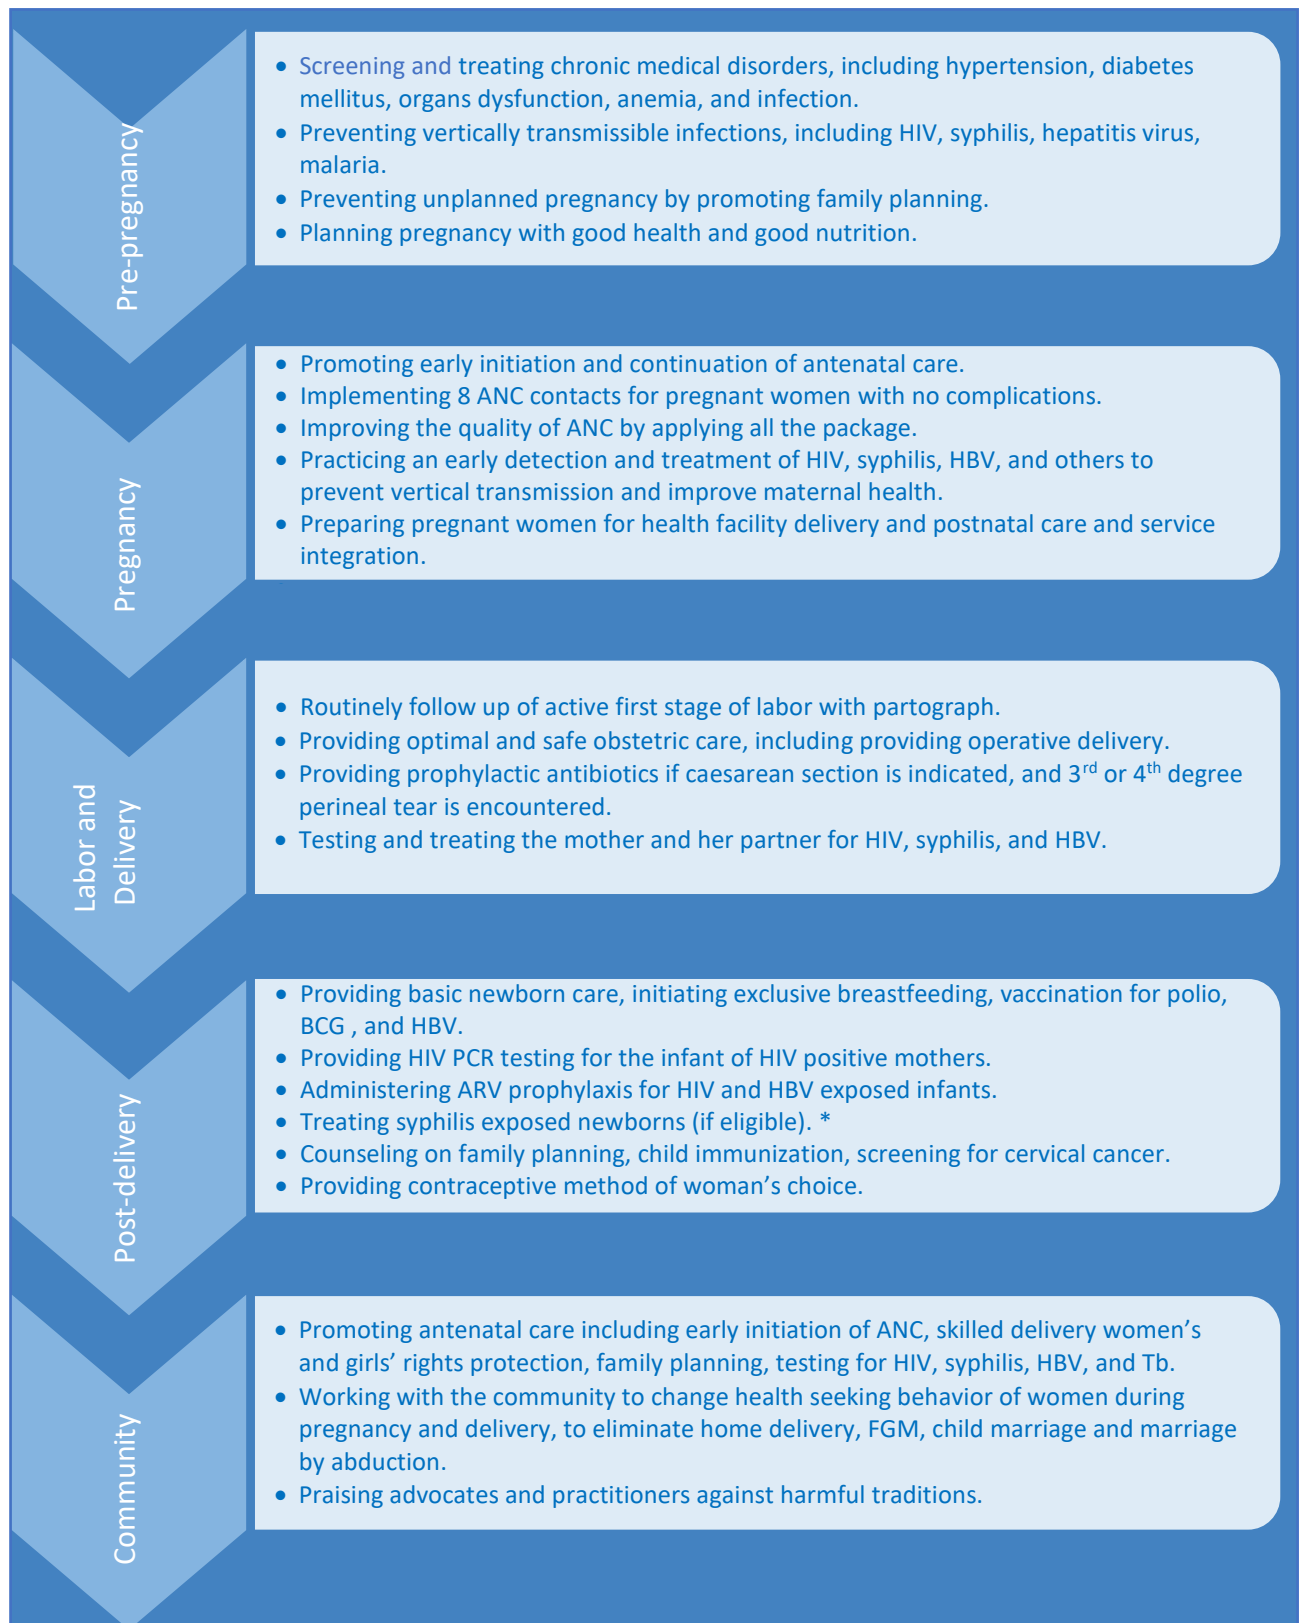 Pre-pregnancy
• Screening and treating chronic medical disorders, including hypertension, diabetes
mellitus, organs dysfunction, anemia, and infection.
• Preventing vertically transmissible infections, including HIV, syphilis, hepatitis virus,
malaria.
• Preventing unplanned pregnancy by promoting family planning.
• Planning pregnancy with good health and good nutrition.
Pregnancy
• Promoting early initiation and continuation of antenatal care.
• Implementing 8 ANC contacts for pregnant women with no complications.
• Improving the quality of ANC by applying all the package.
• Practicing an early detection and treatment of HIV, syphilis, HBV, and others to
prevent vertical transmission and improve maternal health.
• Preparing pregnant women for health facility delivery and postnatal care and service
integration.
Labor and
Delivery
• Routinely follow up of active first stage of labor with partograph.
• Providing optimal and safe obstetric care, including providing operative delivery.
• Providing prophylactic antibiotics if caesarean section is indicated, and 3rd or 4th degree
perineal tear is encountered.
• Testing and treating the mother and her partner for HIV, syphilis, and HBV.
Post-delivery
• Providing basic newborn care, initiating exclusive breastfeeding, vaccination for polio,
BCG , and HBV.
• Providing HIV PCR testing for the infant of HIV positive mothers.
• Administering ARV prophylaxis for HIV and HBV exposed infants.
• Treating syphilis exposed newborns (if eligible). *
• Counseling on family planning, child immunization, screening for cervical cancer.
• Providing contraceptive method of woman’s choice.
Community
• Promoting antenatal care including early initiation of ANC, skilled delivery women’s
and girls’ rights protection, family planning, testing for HIV, syphilis, HBV, and Tb.
• Working with the community to change health seeking behavior of women during
pregnancy and delivery, to eliminate home delivery, FGM, child marriage and marriage
by abduction.
• Praising advocates and practitioners against harmful traditions.